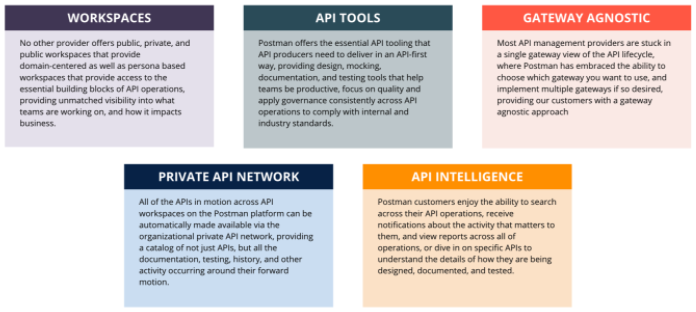 WORKSPACES
No other provider offers public, private, and
public workspaces that provide
domain-centered as well as persona based
workspaces that provide access to the
essential building blocks of API operations,
providing unmatched visibility into what
teams are working on, and how it impacts
business.
API TOOLS
Postman offers the essential API tooling that
API producers need to deliver in an API-first
way, providing design, mocking,
documentation, and testing tools that help
teams be productive, focus on quality and
apply governance consistently across API
operations to comply with internal and
industry standards.
GATEWAY AGNOSTIC
Most API management providers are stuck in
a single gateway view of the API lifecycle,
where Postman has embraced the ability to
choose which gateway you want to use, and
implement multiple gateways if so desired,
providing our customers with a gateway
agnostic approach
PRIVATE API NETWORK
All of the APIs in motion across API
workspaces on the Postman platform can be
automatically made available via the
organizational private API network, providing
a catalog of not just APIs, but all the
documentation, testing, history, and other
activity occurring around their forward
motion.
API INTELLIGENCE
Postman customers enjoy the ability to search
across their API operations, receive
notifications about the activity that matters to
them, and view reports across all of
operations, or dive in on specific APIs to
understand the details of how they are being
designed, documented, and tested.